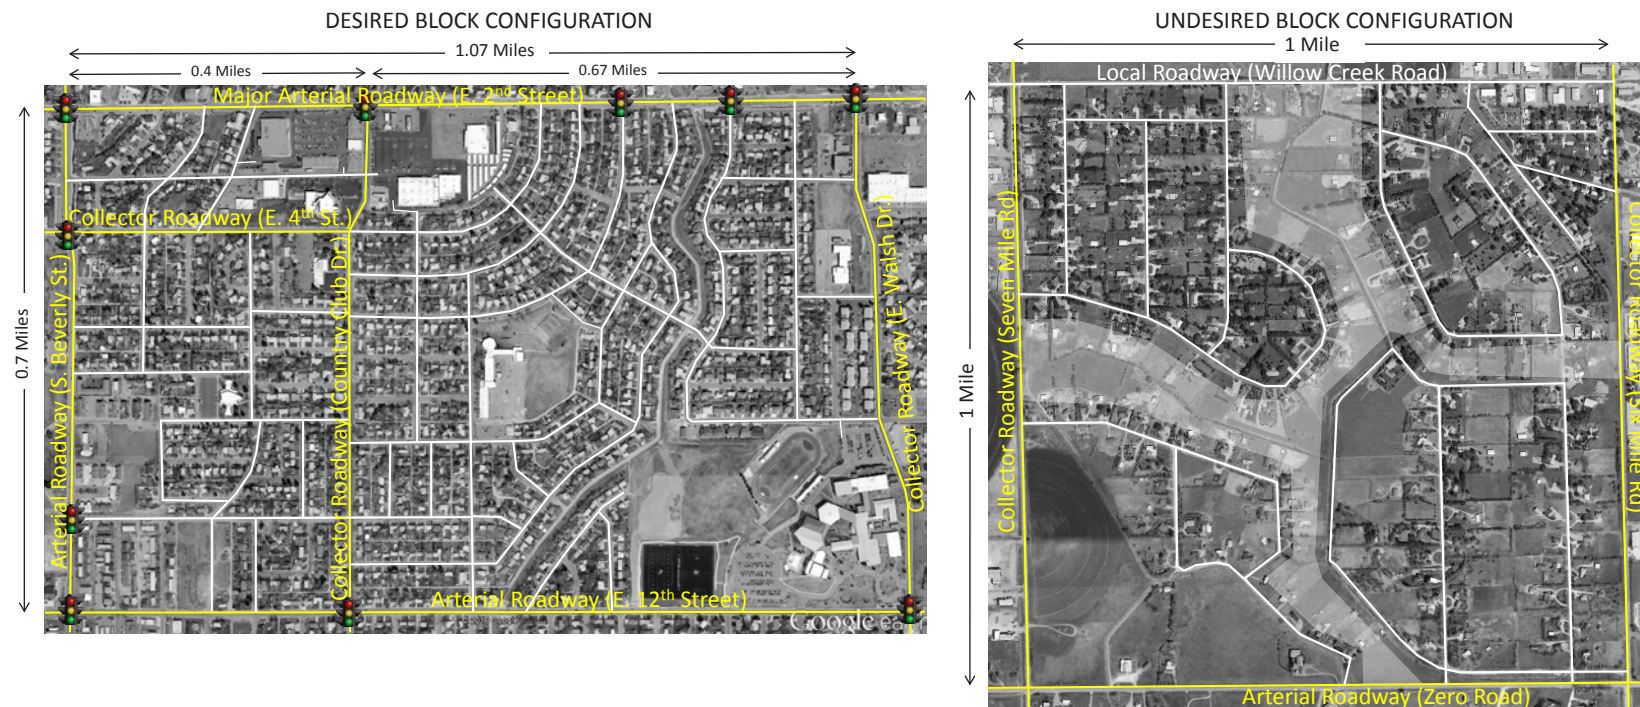 DESIRED BLOCK CONFIGURATION
1.07 Miles
0.4 Miles
0.67 Miles
Major Arterial Roadway (E. 2nd Street)
Collector Roadway (E. 4th St.)
0.7 Miles
Arterial Roadway (S. Beverly St.)
Collector Roadway (Country Club Dr.)
Collector Roadway (E. Walsh Dr.)
Arterial Roadway (E. 12th Street)
Google
UNDESIRED BLOCK CONFIGURATION
1 Mile
Local Roadway (Willow Creek Road)
1 Mile
Collector Roadway (Seven Mile Rd)
Collector Roadway (Six Mile Rd)
Arterial Roadway (Zero Road)